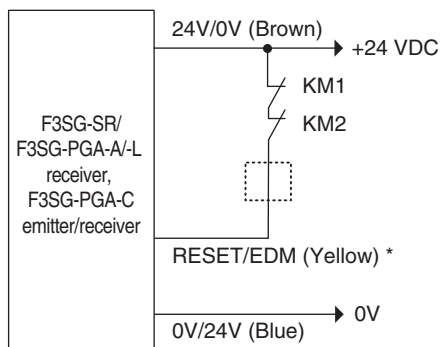 24V/0V (Brown)
+24 VDC
KM1
KM2
F3SG-SR/
F3SG-PGA-A/-L
receiver,
F3SG-PGA-C
emitter/receiver
RESET/EDM (Yellow) *
0V
0V/24V (Blue)